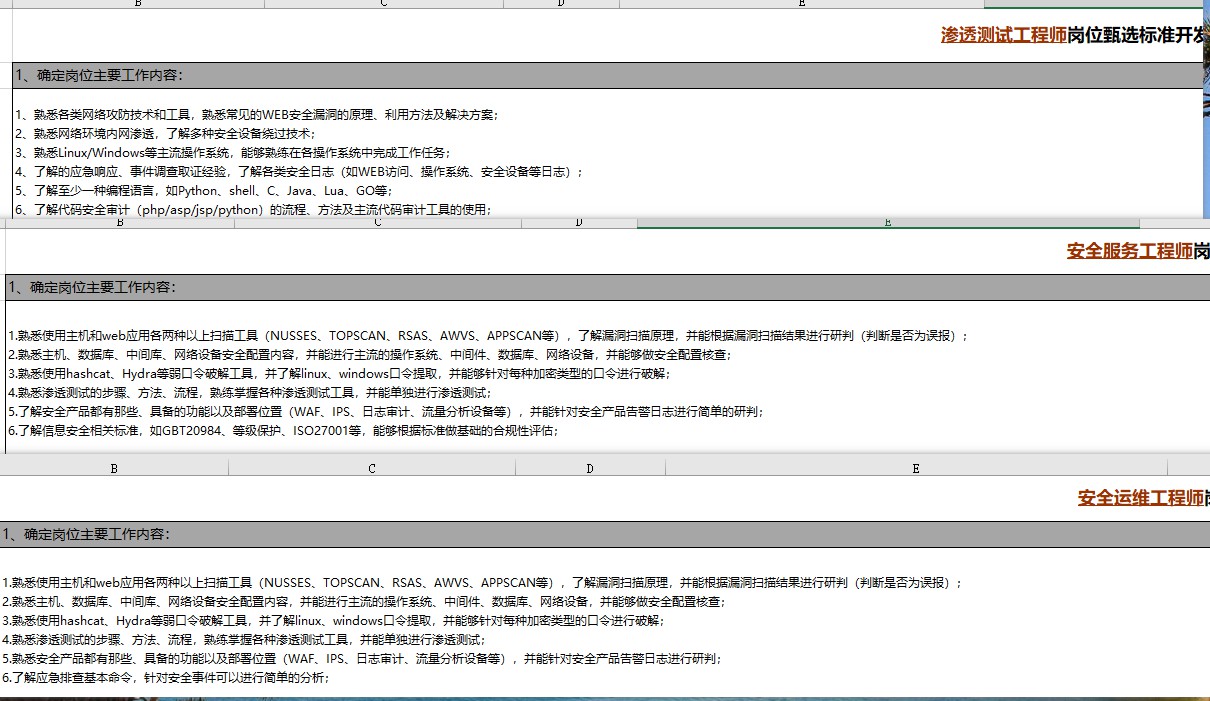 B C D E
渗透测试工程师岗位甄选标准开发
1、确定岗位主要工作内容：
1、熟悉各类网络攻防技术和工具，熟悉常见的WEB安全漏洞的原理、利用方法及解决方案；
2、熟悉网络环境内网渗透，了解多种安全设备绕过技术；
3、熟悉Linux/Windows等主流操作系统，能够熟练在各操作系统中完成工作任务；
4、了解的应急响应、事件调查取证经验，了解各类安全日志（如WEB访问、操作系统、安全设备等日志）；
5、了解至少一种编程语言，如Python、shell、C、Java、Lua、GO等；
6、了解代码安全审计（php/asp/jsp/python）的流程、方法及主流代码审计工具的使用；
B C D E
安全服务工程师岗
1、确定岗位主要工作内容：
1.熟悉使用主机和web应用各两种以上扫描工具（NUSSES、TOPSCAN、RSAS、AWVS、APPSCAN等），了解漏洞扫描原理，并能根据漏洞扫描结果进行研判（判断是否为误报）；
2.熟悉主机、数据库、中间库、网络设备安全配置内容，并能进行主流的操作系统、中间件、数据库、网络设备，并能够做安全配置核查；
3.熟悉使用hashcat、Hydra等弱口令破解工具，并了解linux、windows口令提取，并能够针对每种加密类型的口令进行破解；
4.熟悉渗透测试的步骤、方法、流程，熟练掌握各种渗透测试工具，并能单独进行渗透测试；
5.了解安全产品都有那些、具备的功能以及部署位置（WAF、IPS、日志审计、流量分析设备等），并能针对安全产品告警日志进行简单的研判；
6.了解信息安全相关标准，如GBT20984、等级保护、ISO27001等，能够根据标准做基础的合规性评估；
B C D E
安全运维工程师
1、确定岗位主要工作内容：
1.熟悉使用主机和web应用各两种以上扫描工具（NUSSES、TOPSCAN、RSAS、AWVS、APPSCAN等），了解漏洞扫描原理，并能根据漏洞扫描结果进行研判（判断是否为误报）；
2.熟悉主机、数据库、中间库、网络设备安全配置内容，并能进行主流的操作系统、中间件、数据库、网络设备，并能够做安全配置核查；
3.熟悉使用hashcat、Hydra等弱口令破解工具，并了解linux、windows口令提取，并能够针对每种加密类型的口令进行破解；
4.熟悉渗透测试的步骤、方法、流程，熟练掌握各种渗透测试工具，并能单独进行渗透测试；
5.熟悉安全产品都有那些、具备的功能以及部署位置（WAF、IPS、日志审计、流量分析设备等），并能针对安全产品告警日志进行研判；
6.了解应急排查基本命令，针对安全事件可以进行简单的分析；